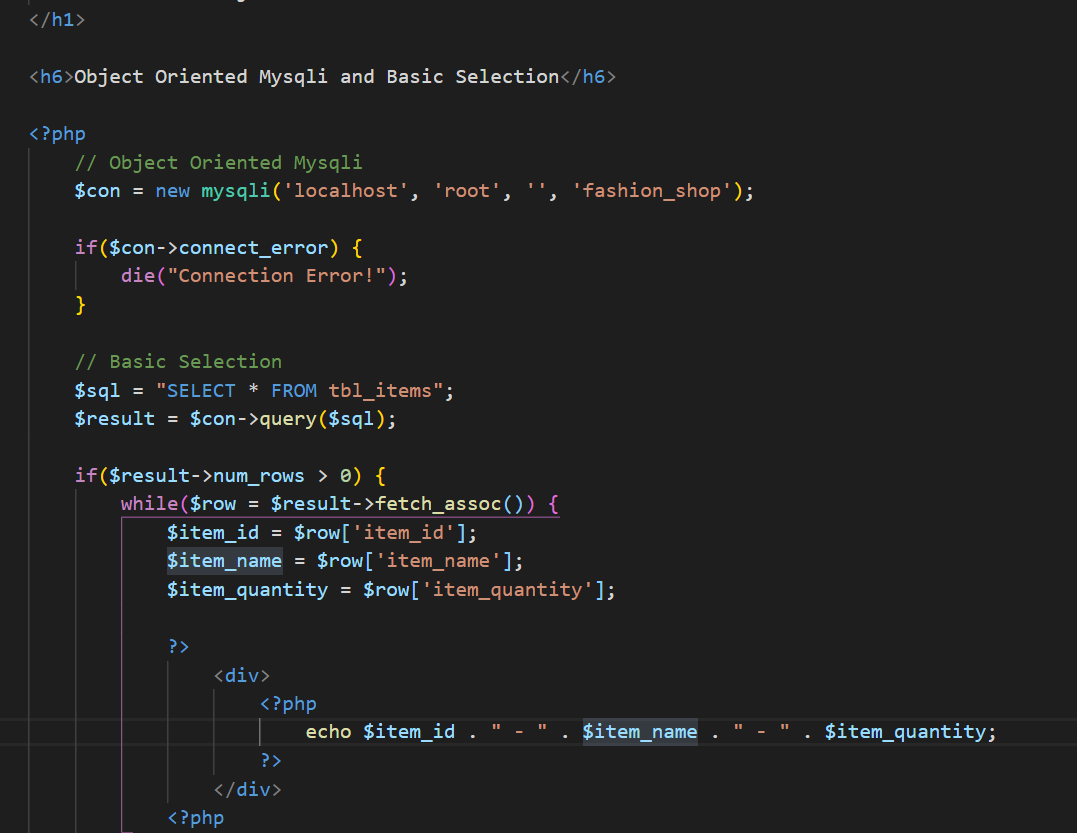 </h1>
<h6>Object Oriented Mysqli and Basic Selection</h6>
<?php
// Object Oriented Mysqli
$con = new mysqli('localhost', 'root', '', 'fashion_shop');
if($con->connect_error) {
die("Connection Error!");
}
// Basic Selection
$sql = "SELECT * FROM tbl_items";
$result = $con->query($sql);
if($result->num_rows > 0) {
while($row = $result->fetch_assoc()) {
$item_id = $row['item_id'];
$item_name = $row['item_name'];
$item_quantity = $row['item_quantity'];
?>
<div>
<?php
echo $item_id . " - " . $item_name . " - " . $item_quantity;
?>
</div>
<?php